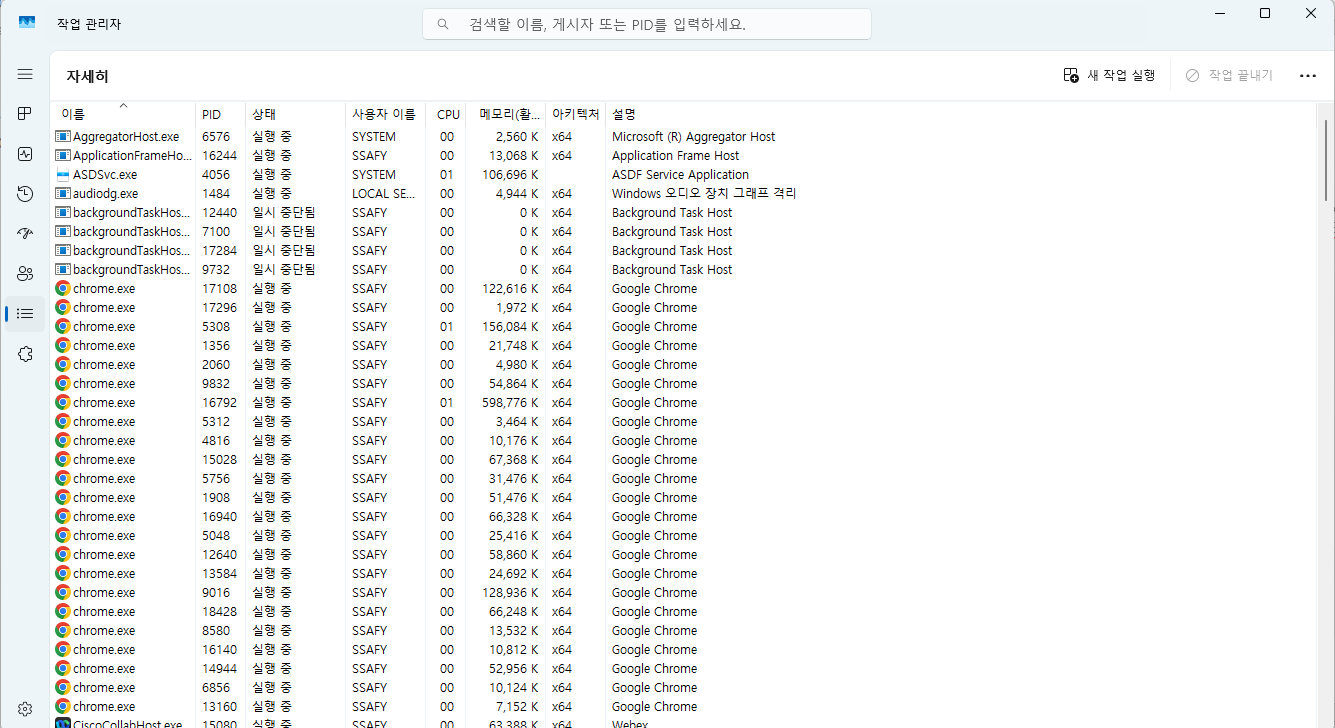 작업 관리자
검색할 이름, 게시자 또는 PID를 입력하세요.
자세히
새 작업 실행
작업 끝내기
이름 PID 상태 사용자 이름 CPU 메모리(활... 아키텍처 설명
AggregatorHost.exe 6576 실행 중 SYSTEM 00 2,560 K x64 Microsoft (R) Aggregator Host
ApplicationFrameHo... 16244 실행 중 SSAFY 00 13,068 K x64 Application Frame Host
ASDSvc.exe 4056 실행 중 SYSTEM 01 106,696 K ASDF Service Application
audiodg.exe 1484 실행 중 LOCAL SE... 00 4,944 K x64 Windows 오디오 장치 그래프 격리
backgroundTaskHos... 12440 일시 중단됨 SSAFY 00 0 K x64 Background Task Host
backgroundTaskHos... 7100 일시 중단됨 SSAFY 00 0 K x64 Background Task Host
backgroundTaskHos... 17284 일시 중단됨 SSAFY 00 0 K x64 Background Task Host
backgroundTaskHos... 9732 일시 중단됨 SSAFY 00 0 K x64 Background Task Host
chrome.exe 17108 실행 중 SSAFY 00 122,616 K x64 Google Chrome
chrome.exe 17296 실행 중 SSAFY 00 1,972 K x64 Google Chrome
chrome.exe 5308 실행 중 SSAFY 01 156,084 K x64 Google Chrome
chrome.exe 1356 실행 중 SSAFY 00 21,748 K x64 Google Chrome
chrome.exe 2060 실행 중 SSAFY 00 4,980 K x64 Google Chrome
chrome.exe 9832 실행 중 SSAFY 00 54,864 K x64 Google Chrome
chrome.exe 16792 실행 중 SSAFY 01 598,776 K x64 Google Chrome
chrome.exe 5312 실행 중 SSAFY 00 3,464 K x64 Google Chrome
chrome.exe 4816 실행 중 SSAFY 00 10,176 K x64 Google Chrome
chrome.exe 15028 실행 중 SSAFY 00 67,368 K x64 Google Chrome
chrome.exe 5756 실행 중 SSAFY 00 31,476 K x64 Google Chrome
chrome.exe 1908 실행 중 SSAFY 00 51,476 K x64 Google Chrome
chrome.exe 16940 실행 중 SSAFY 00 66,328 K x64 Google Chrome
chrome.exe 5048 실행 중 SSAFY 00 25,416 K x64 Google Chrome
chrome.exe 12640 실행 중 SSAFY 00 58,860 K x64 Google Chrome
chrome.exe 13584 실행 중 SSAFY 00 24,692 K x64 Google Chrome
chrome.exe 9016 실행 중 SSAFY 00 128,936 K x64 Google Chrome
chrome.exe 18428 실행 중 SSAFY 00 66,248 K x64 Google Chrome
chrome.exe 8580 실행 중 SSAFY 00 13,532 K x64 Google Chrome
chrome.exe 16140 실행 중 SSAFY 00 10,812 K x64 Google Chrome
chrome.exe 14944 실행 중 SSAFY 00 52,956 K x64 Google Chrome
chrome.exe 6856 실행 중 SSAFY 00 10,124 K x64 Google Chrome
chrome.exe 13160 실행 중 SSAFY 00 7,152 K x64 Google Chrome
CiscoCollabHost.exe 15080 실행 중 SSAFY 00 63,388 K x64 Webex